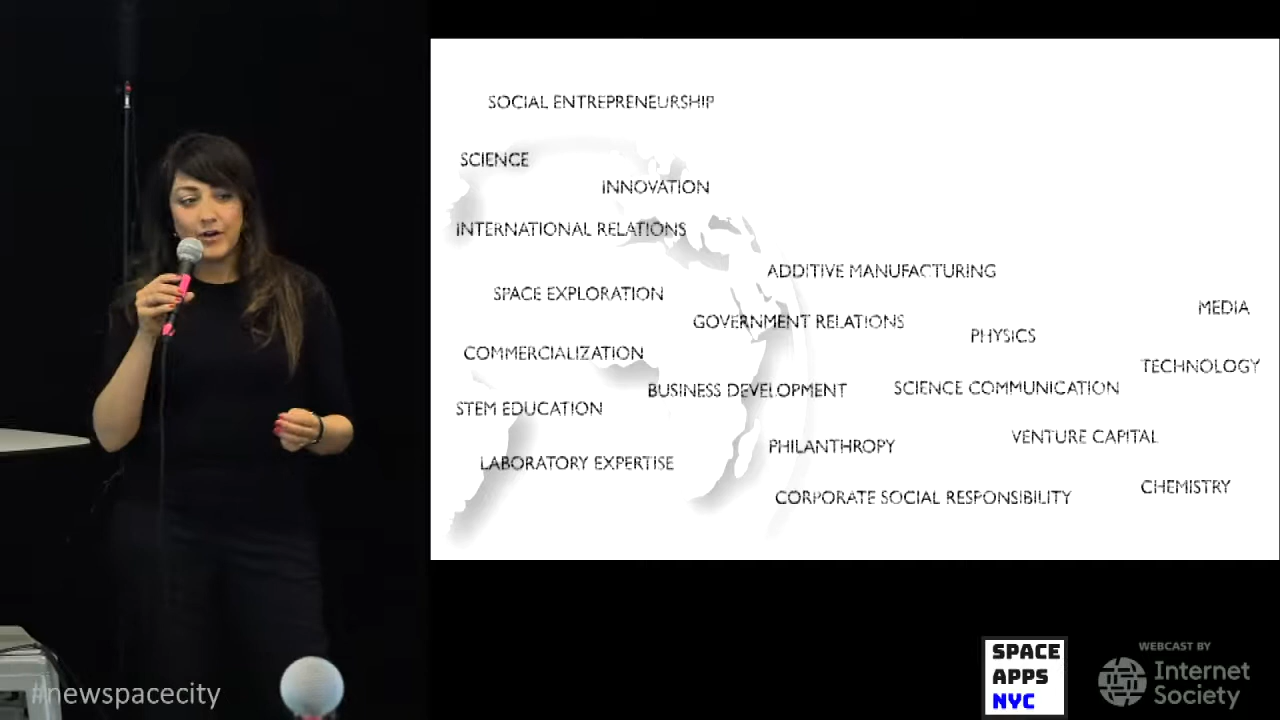 SOCIAL ENTREPRENEURSHIP
SCIENCE
INNOVATION
INTERNATIONAL RELATIONS
ADDITIVE MANUFACTURING
SPACE EXPLORATION
MEDIA
GOVERNMENT RELATIONS
PHYSICS
COMMERCIALIZATION
TECHNOLOGY
BUSINESS DEVELOPMENT
SCIENCE COMMUNICATION
STEM EDUCATION
VENTURE CAPITAL
PHILANTHROPY
LABORATORY EXPERTISE
CHEMISTRY
CORPORATE SOCIAL RESPONSIBILITY
#newspacecity
SPACE
APPS
NYC
WEBCAST BY
Internet
Society